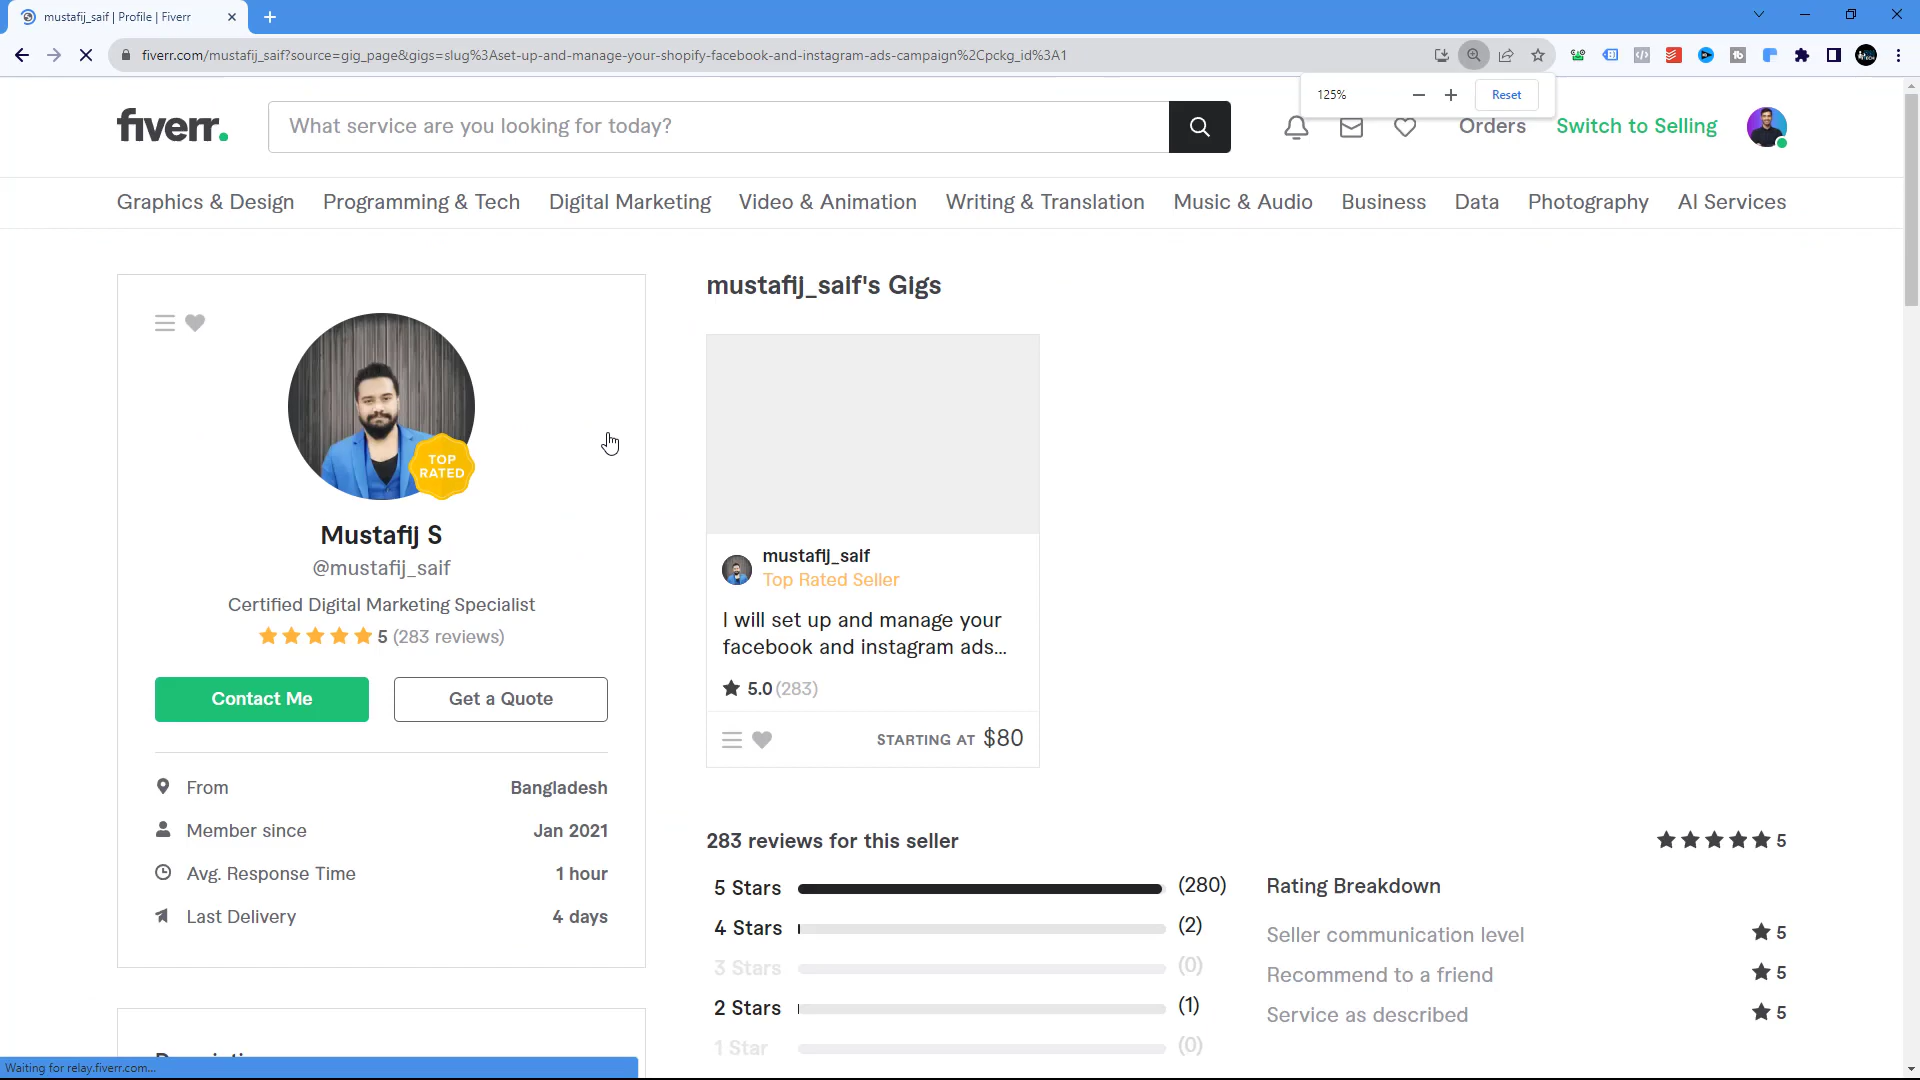 mustafij_saif | Profile | Fiverr
fiverr.com/mustafij_saif?source=gig_page&gigs=slug%3Aset-up-and-manage-your-shopify-facebook-and-instagram-ads-campaign%2Cpckg_id%3A1
125%
Reset
fiverr.
What service are you looking for today?
Orders
Switch to Selling
Graphics & Design
Programming & Tech
Digital Marketing
Video & Animation
Writing & Translation
Music & Audio
Business
Data
Photography
AI Services
TOP
RATED
Mustafij S
@mustafij_saif
Certified Digital Marketing Specialist
5 (283 reviews)
Contact Me
Get a Quote
From Bangladesh
Member since Jan 2021
Avg. Response Time 1 hour
Last Delivery 4 days
mustafij_saif's Gigs
mustafij_saif
Top Rated Seller
I will set up and manage your
facebook and instagram ads...
5.0 (283)
STARTING AT $80
283 reviews for this seller
5
5 Stars (280)
4 Stars (2)
3 Stars (0)
2 Stars (1)
1 Star (0)
Rating Breakdown
Seller communication level 5
Recommend to a friend 5
Service as described 5
Waiting for relay.fiverr.com...